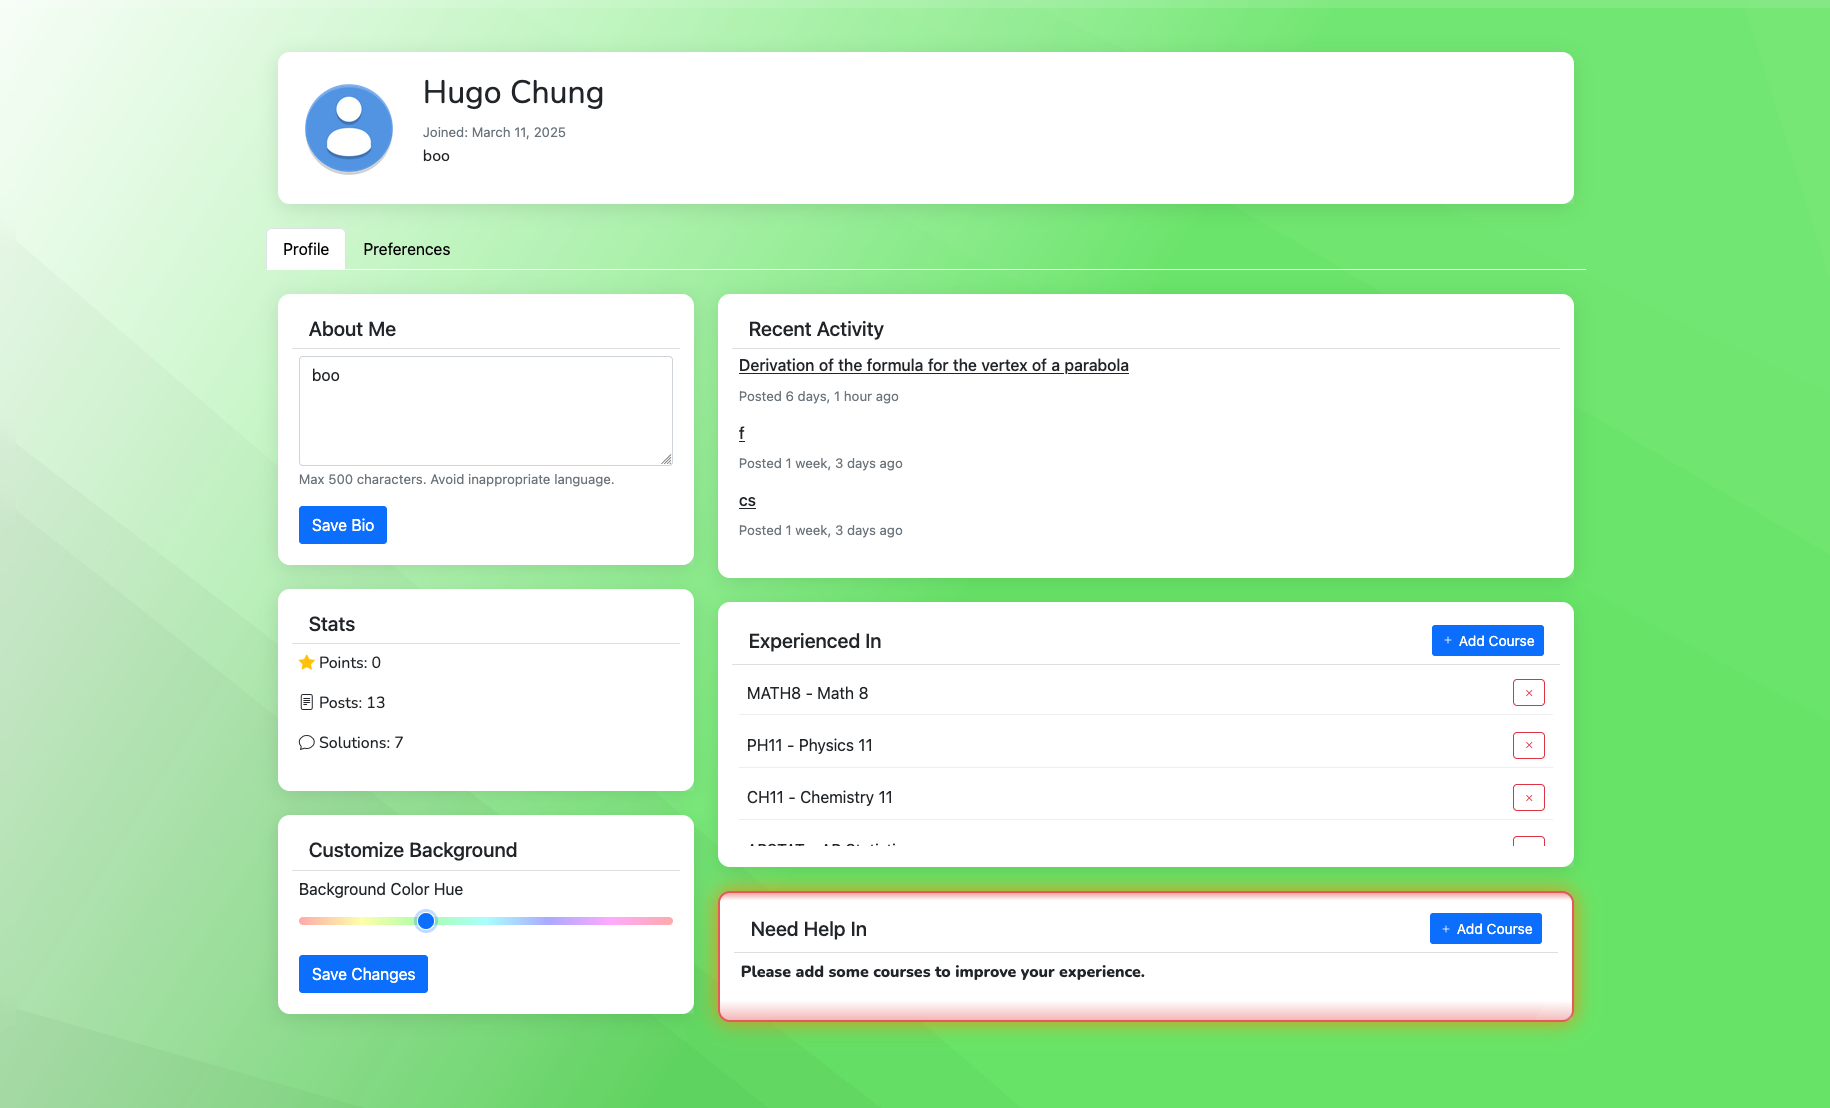 Hugo Chung
Joined: March 11, 2025
boo
Profile
Preferences
About Me
boo
Max 500 characters. Avoid inappropriate language.
Save Bio
Stats
Points: 0
Posts: 13
Solutions: 7
Customize Background
Background Color Hue
Save Changes
Recent Activity
Derivation of the formula for the vertex of a parabola
Posted 6 days, 1 hour ago
f
Posted 1 week, 3 days ago
cs
Posted 1 week, 3 days ago
Experienced In
+ Add Course
MATH8 - Math 8
PH11 - Physics 11
CH11 - Chemistry 11
Need Help In
+ Add Course
Please add some courses to improve your experience.